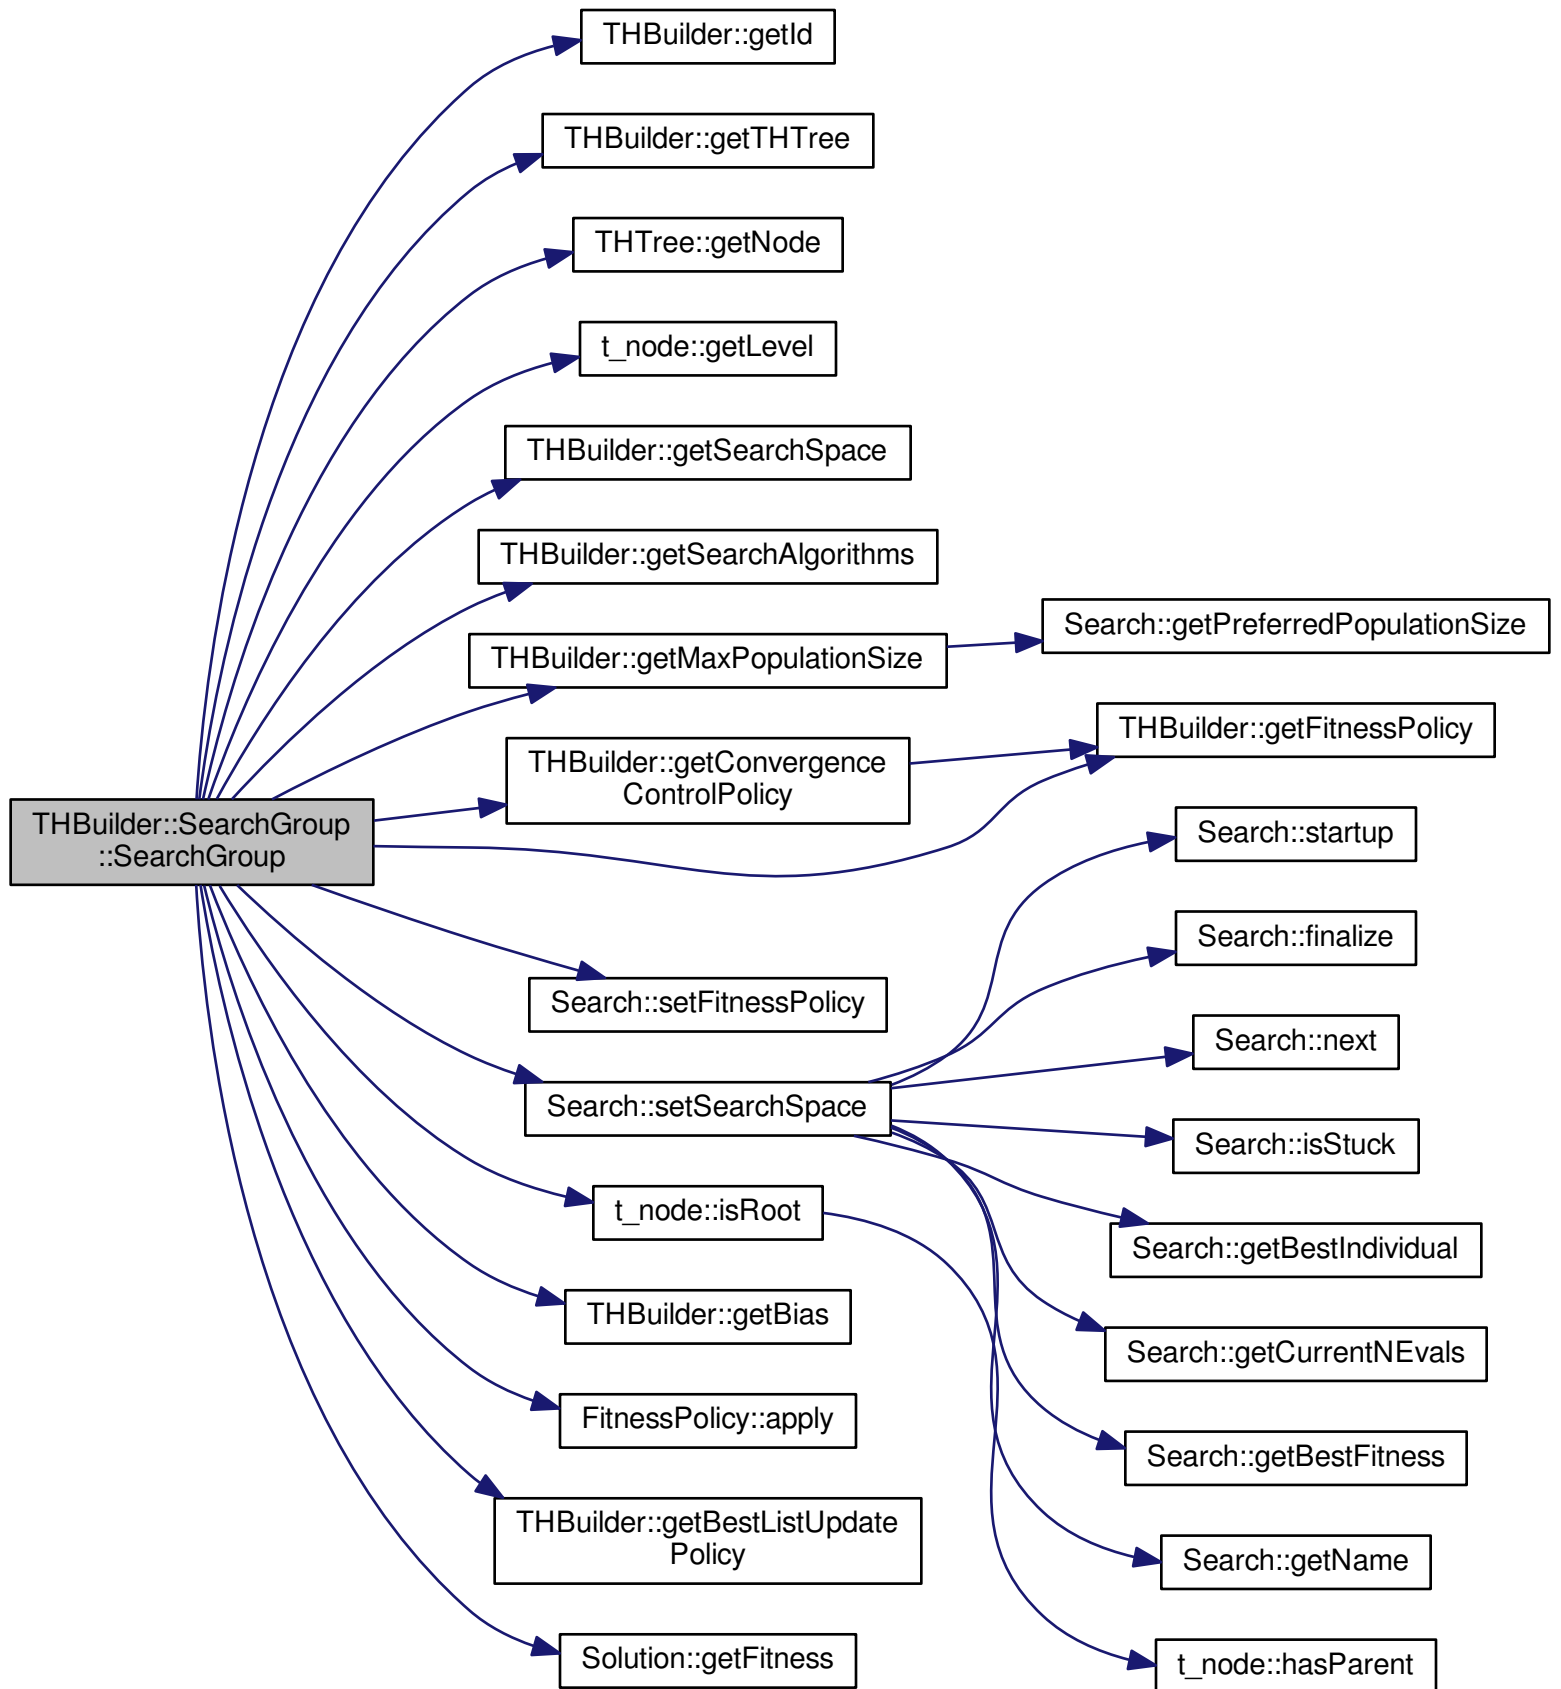 THBuilder::getId
THBuilder::getTHTree
THTree::getNode
t_node::getLevel
THBuilder::getSearchSpace
THBuilder::getSearchAlgorithms
Search::getPreferredPopulationSize
THBuilder::getMaxPopulationSize
THBuilder::getFitnessPolicy
THBuilder::getConvergence
ControlPolicy
THBuilder::SearchGroup
::SearchGroup
Search::startup
Search::finalize
Search::setFitnessPolicy
Search::next
Search::setSearchSpace
Search::isStuck
t_node::isRoot
Search::getBestIndividual
THBuilder::getBias
Search::getCurrentNEvals
FitnessPolicy::apply
Search::getBestFitness
THBuilder::getBestListUpdate
Policy
Search::getName
Solution::getFitness
t_node::hasParent